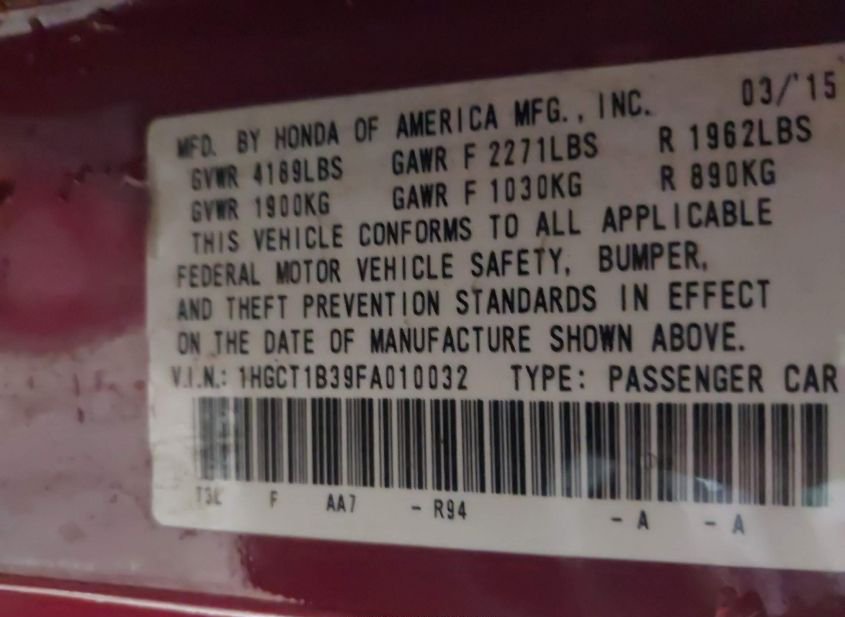 MFD. BY HONDA OF AMERICA MFG., INC. 03/'15
GVWR 4189LBS GAWR F 2271LBS R 1962LBS
GVWR 1900KG GAWR F 1030KG R 890KG
THIS VEHICLE CONFORMS TO ALL APPLICABLE
FEDERAL MOTOR VEHICLE SAFETY, BUMPER,
AND THEFT PREVENTION STANDARDS IN EFFECT
ON THE DATE OF MANUFACTURE SHOWN ABOVE.
V.I.N.: 1HGCT1B39FA010032 TYPE: PASSENGER CAR
T3L F AA7 - R94 - A - A